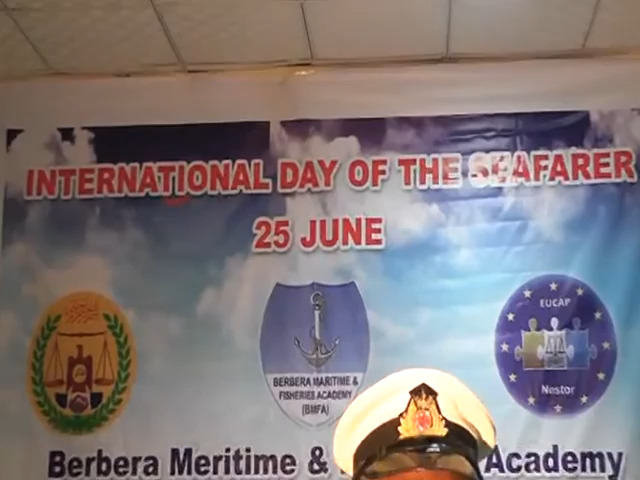 INTERNATIONAL DAY OF THE SEAFARER
25 JUNE
EUCAP
Nestor
BERBERA MARITIME &
FISHERIES ACADEMY
(BMFA)
Berbera Meritime & Academy